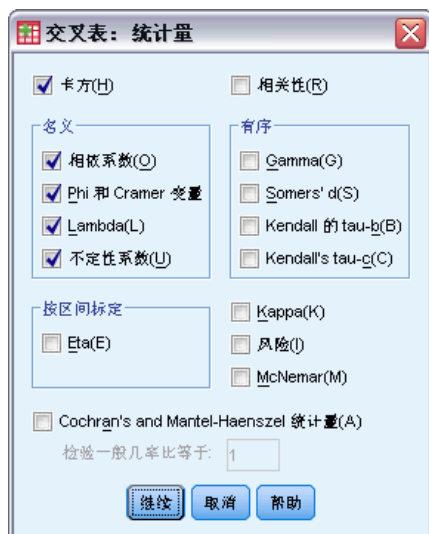 交叉表：统计量
卡方(H)
相关性(R)
名义
相依系数(O)
Phi 和 Cramer 变量
Lambda(L)
不定性系数(U)
有序
Gamma(G)
Somers' d(S)
Kendall 的 tau-b(B)
Kendall's tau-c(C)
按区间标定
Eta(E)
Kappa(K)
风险(I)
McNemar(M)
Cochran's and Mantel-Haenszel 统计量(A)
检验一般几率比等于:
1
继续
取消
帮助